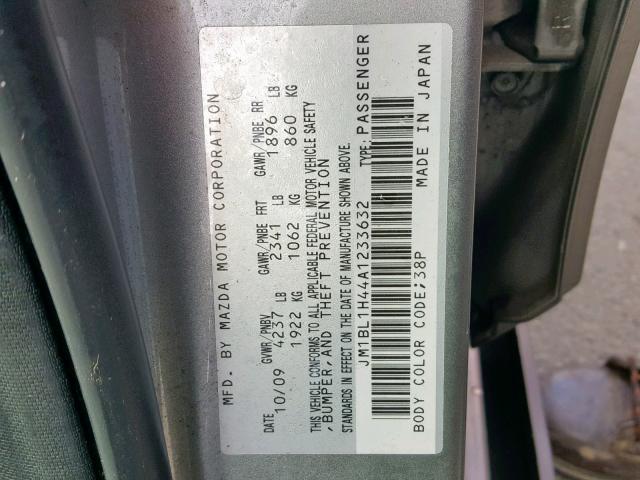 MFD. BY MAZDA MOTOR CORPORATION
DATE GVWR/PNBV GAWR/PNBE FRT GAWR/PNBE RR
10/09 4237 LB 2341 LB 1896 LB
1922 KG 1062 KG 860 KG
THIS VEHICLE CONFORMS TO ALL APPLICABLE FEDERAL MOTOR VEHICLE SAFETY
,BUMPER,AND THEFT PREVENTION
STANDARDS IN EFFECT ON THE DATE OF MANUFACTURE SHOWN ABOVE.
JM1BL1H44A1233632 TYPE: PASSENGER
BODY COLOR CODE;38P MADE IN JAPAN